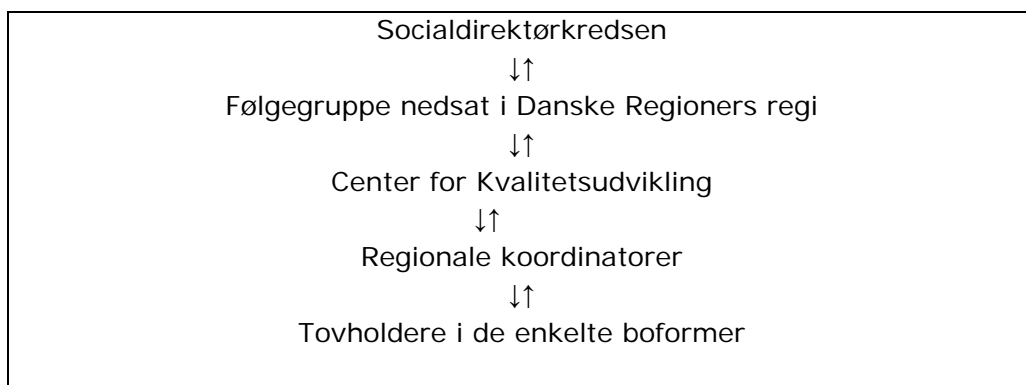 Socialdirektørkredsen
↓↑
Følgegruppe nedsat i Danske Regioners regi
↓↑
Center for Kvalitetsudvikling
↓↑
Regionale koordinatorer
↓↑
Tovholdere i de enkelte boformer